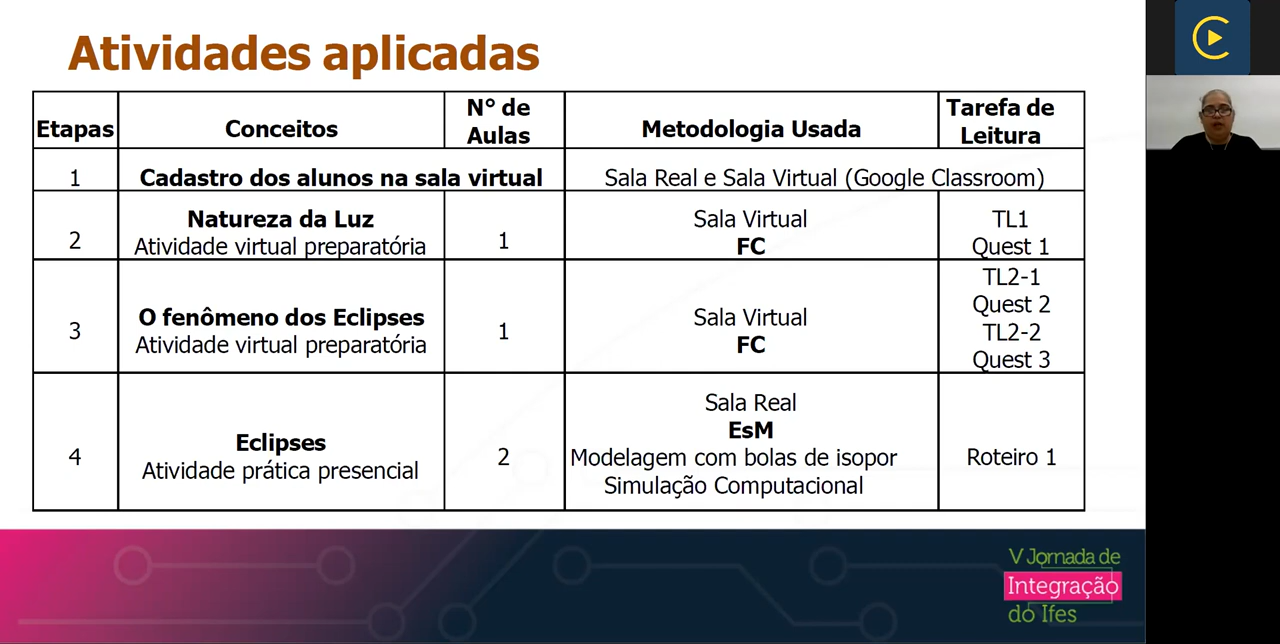 Atividades aplicadas
Etapas
Conceitos
N° de
Aulas
Metodologia Usada
Tarefa de
Leitura
1
Cadastro dos alunos na sala virtual
Sala Real e Sala Virtual (Google Classroom)
2
Natureza da Luz
Atividade virtual preparatória
1
Sala Virtual
FC
TL1
Quest 1
3
O fenômeno dos Eclipses
Atividade virtual preparatória
1
Sala Virtual
FC
TL2-1
Quest 2
TL2-2
Quest 3
4
Eclipses
Atividade prática presencial
2
Sala Real
EsM
Modelagem com bolas de isopor
Simulação Computacional
Roteiro 1
V Jornada de
Integração
do Ifes